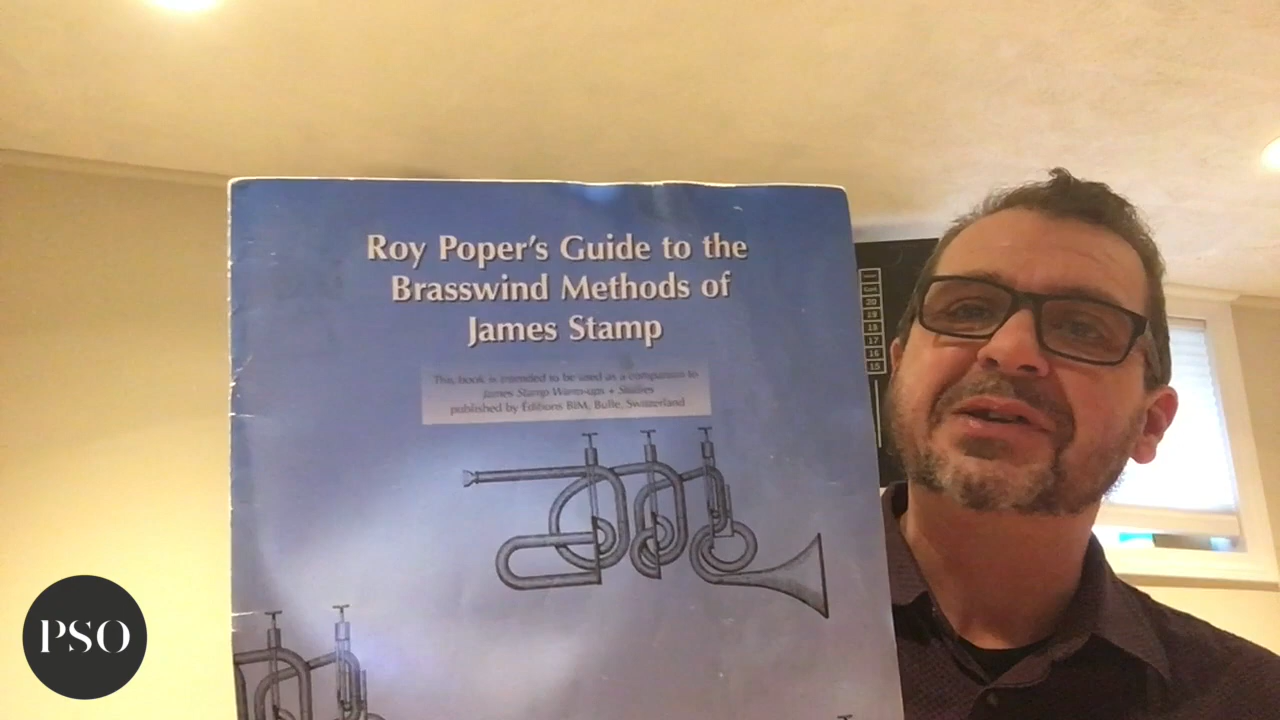 Roy Poper's Guide to the
Brasswind Methods of
James Stamp
This book is intended to be used as a companion to
James Stamp Warm-ups + Studies
published by Éditions BIM, Bulle, Switzerland
20
19
18
17
16
15
PSO